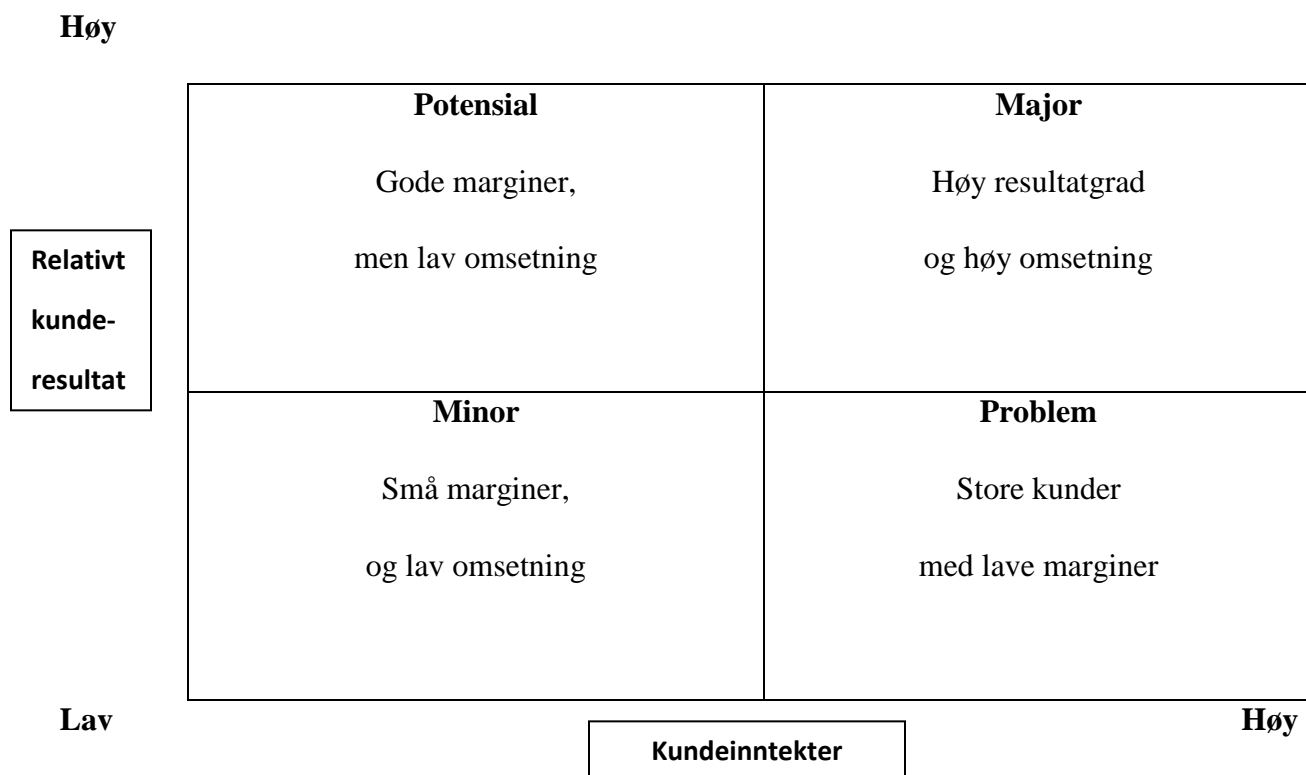 Høy
Potensial
Major
Gode marginer,
Høy resultatgrad
Relativt
men lav omsetning
og høy omsetning
kunde-
resultat
Minor
Problem
Små marginer,
Store kunder
og lav omsetning
med lave marginer
Lav
Høy
Kundeinntekter